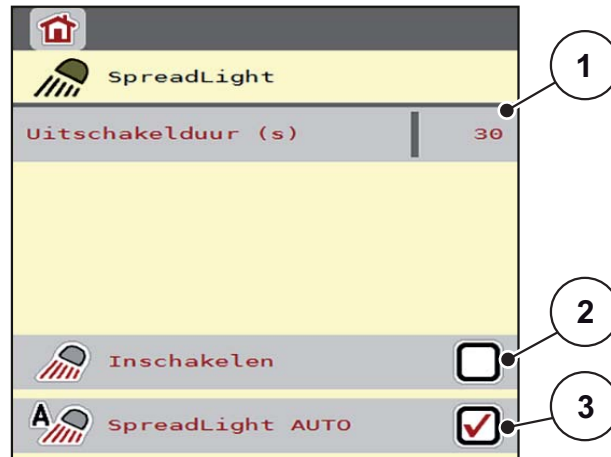 SpreadLight
1
Uitschakelduur (s) 30
Inschakelen
2
A SpreadLight AUTO
3